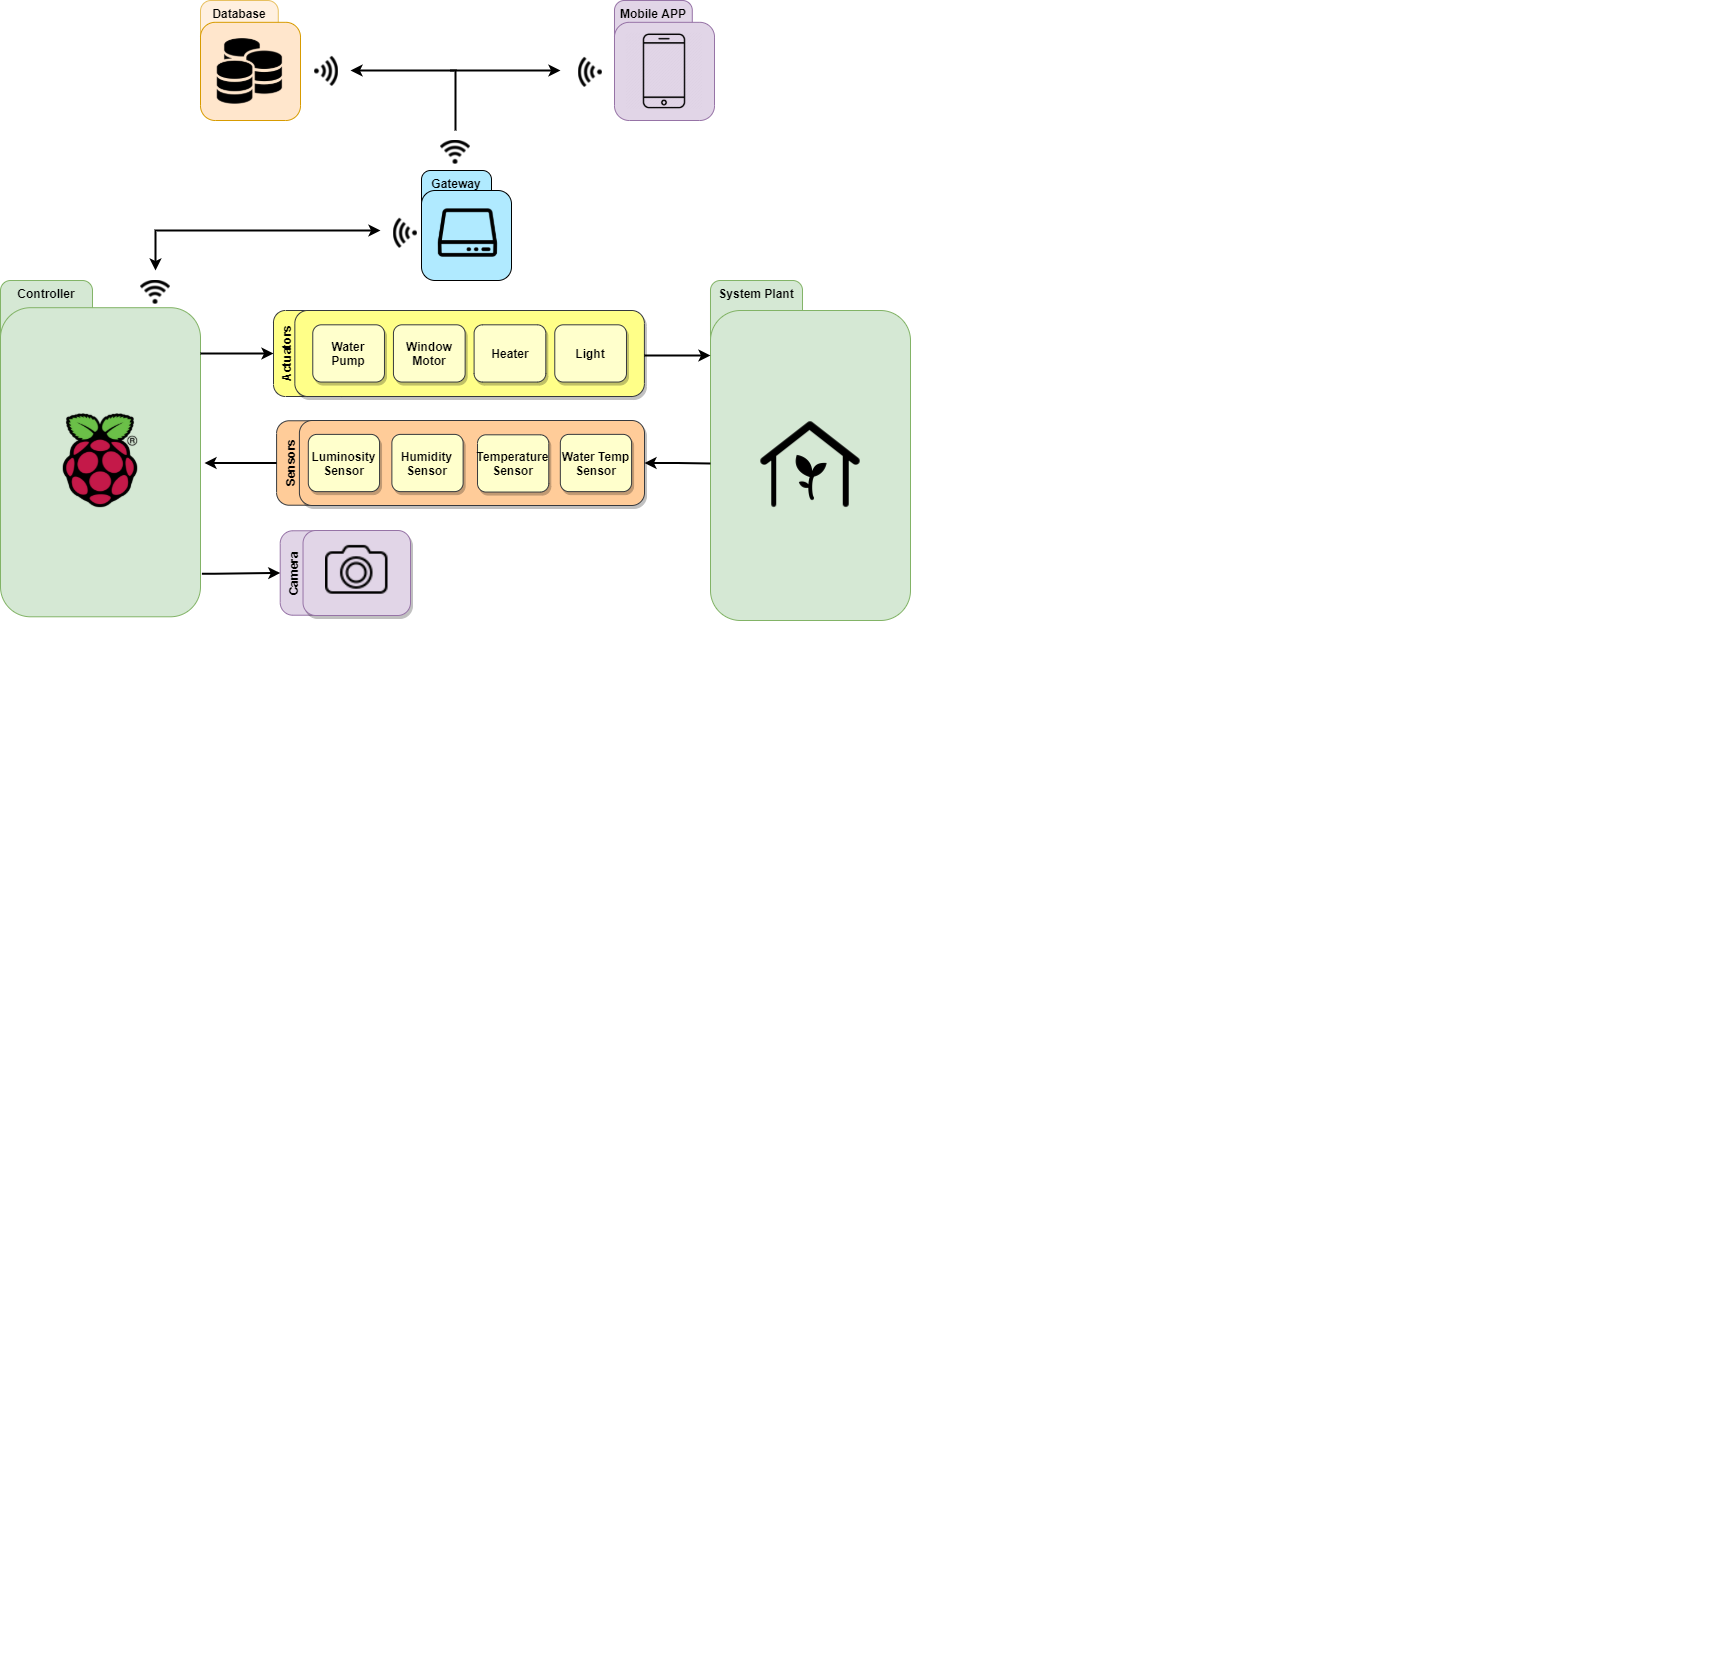 Database
Mobile APP
Gateway
Controller
System Plant
Actuators
Water
Pump
Window
Motor
Heater
Light
Sensors
Luminosity
Sensor
Humidity
Sensor
Temperature
Sensor
Water Temp
Sensor
Camera
®